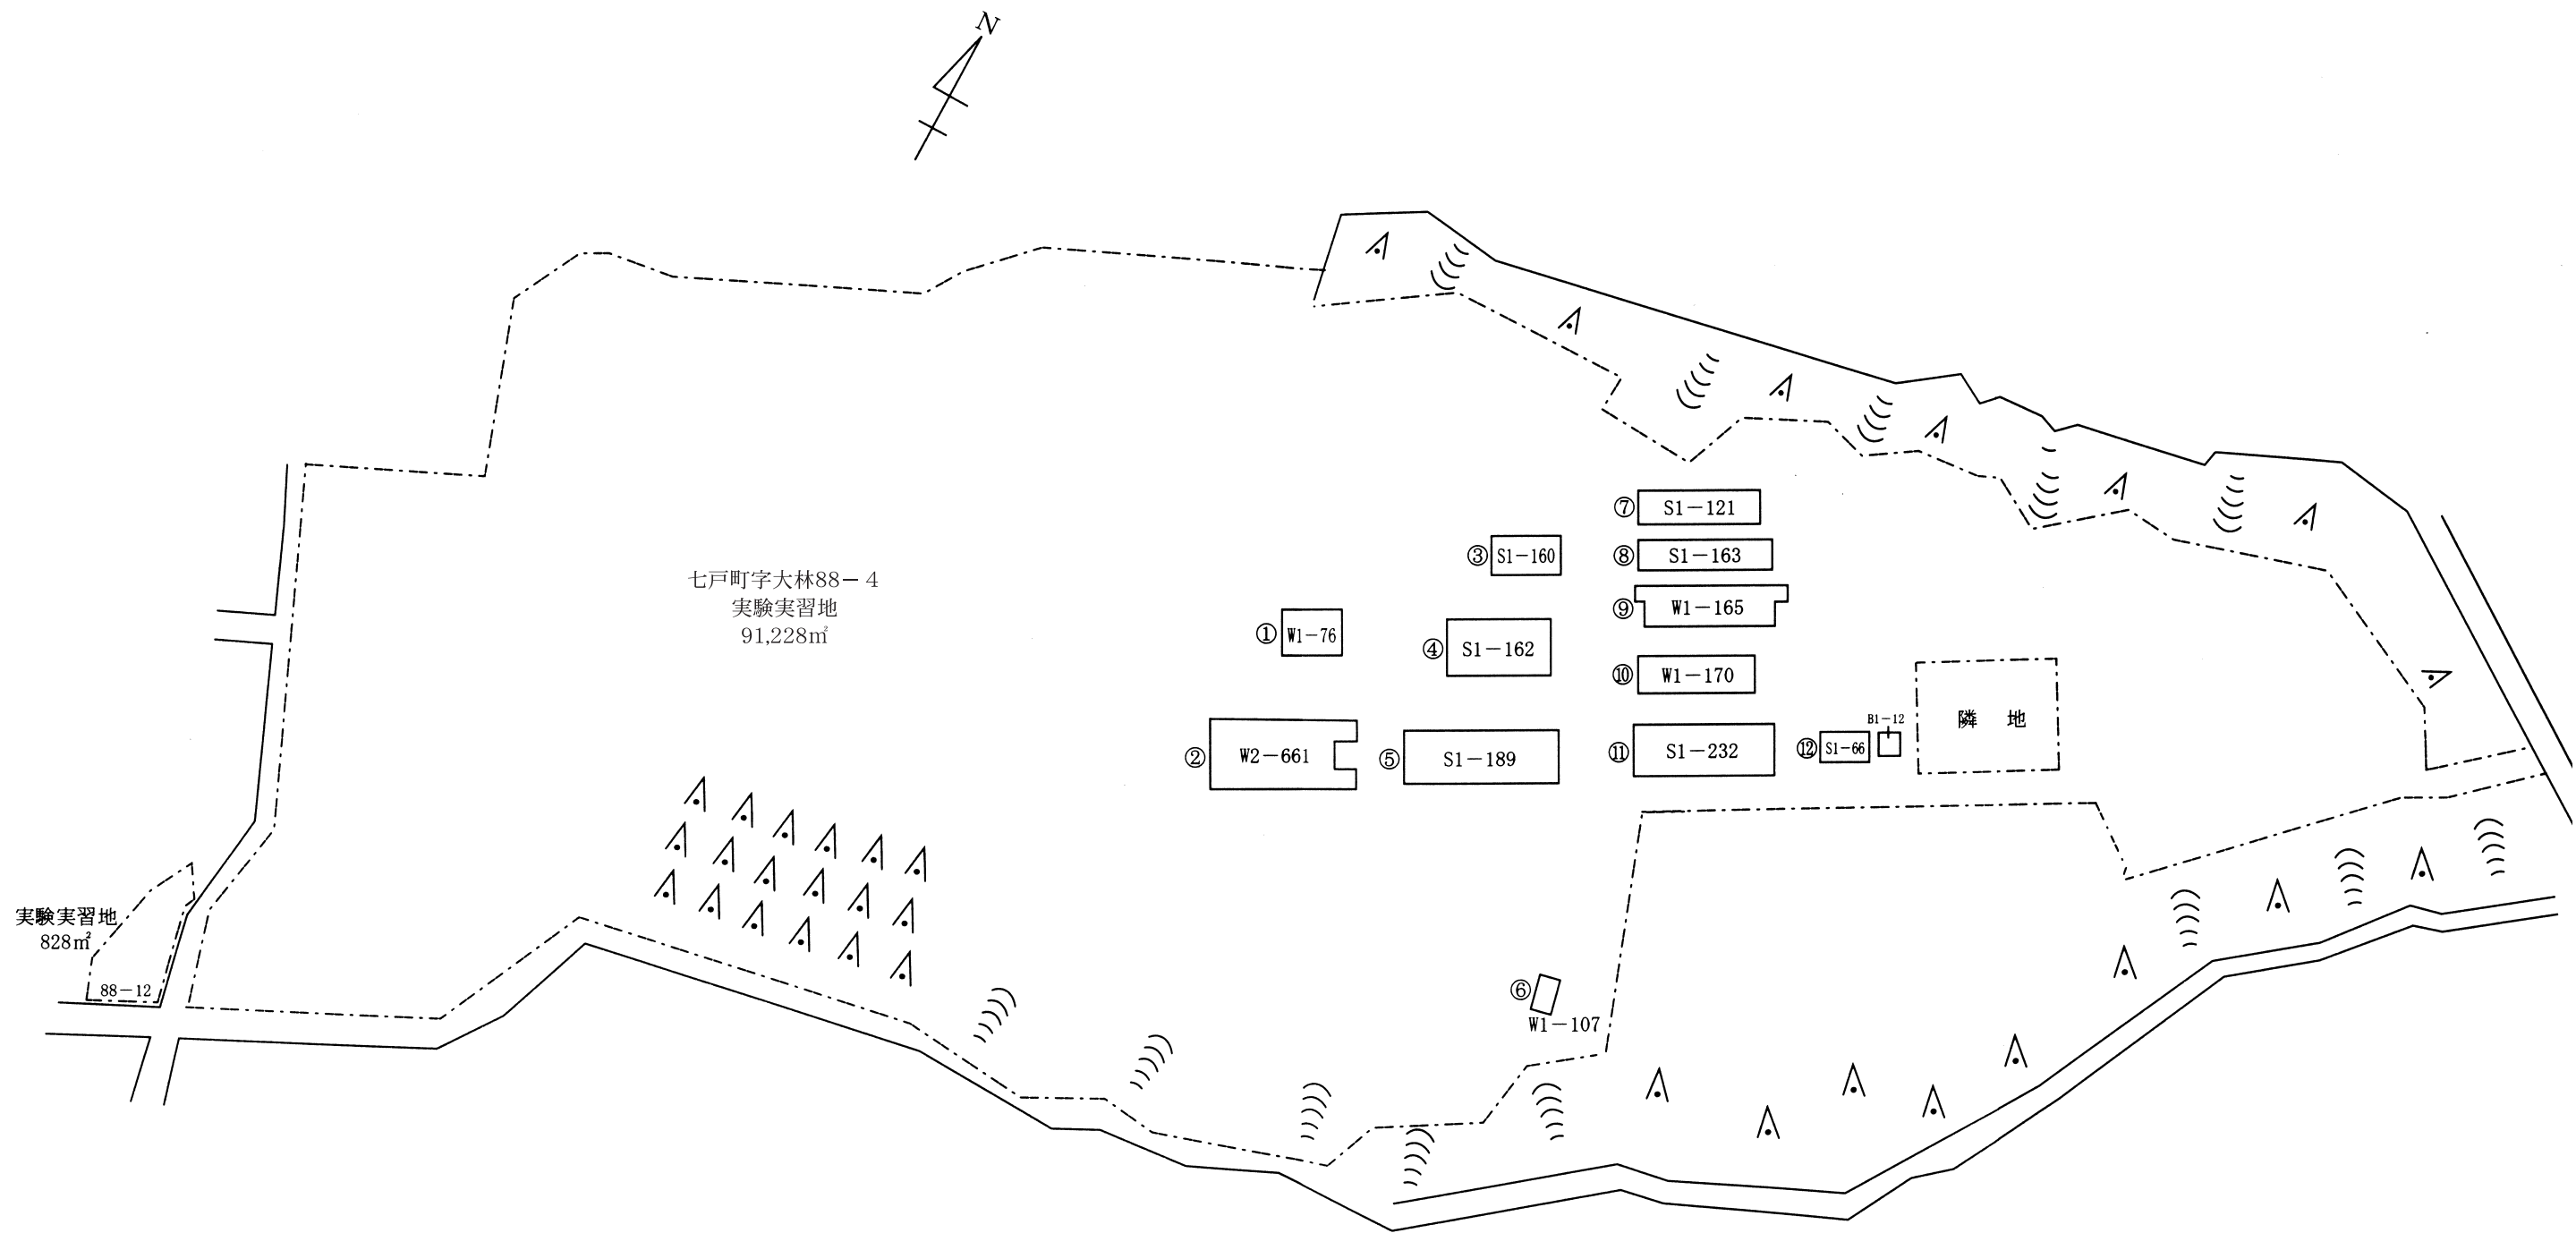 N
七戸町字大林88－4
実験実習地
91,228㎡
実験実習地
828㎡
88－12
① W1－76
② W2－661
③ S1－160
④ S1－162
⑤ S1－189
⑥
W1－107
⑦ S1－121
⑧ S1－163
⑨ W1－165
⑩ W1－170
⑪ S1－232
⑫ S1－66
B1－12
隣 地